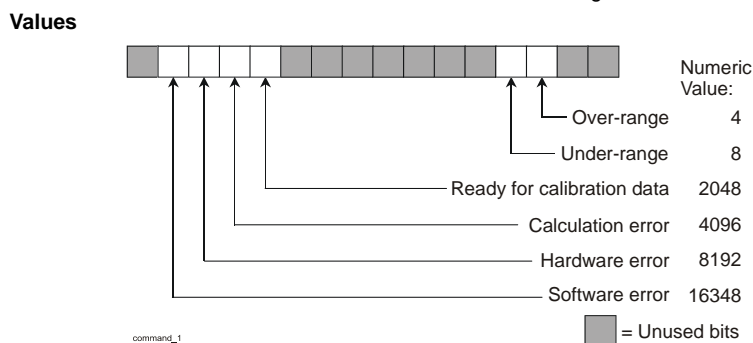 Values
Numeric
Value:
Over-range 4
Under-range 8
Ready for calibration data 2048
Calculation error 4096
Hardware error 8192
Software error 16348
= Unused bits
command_1